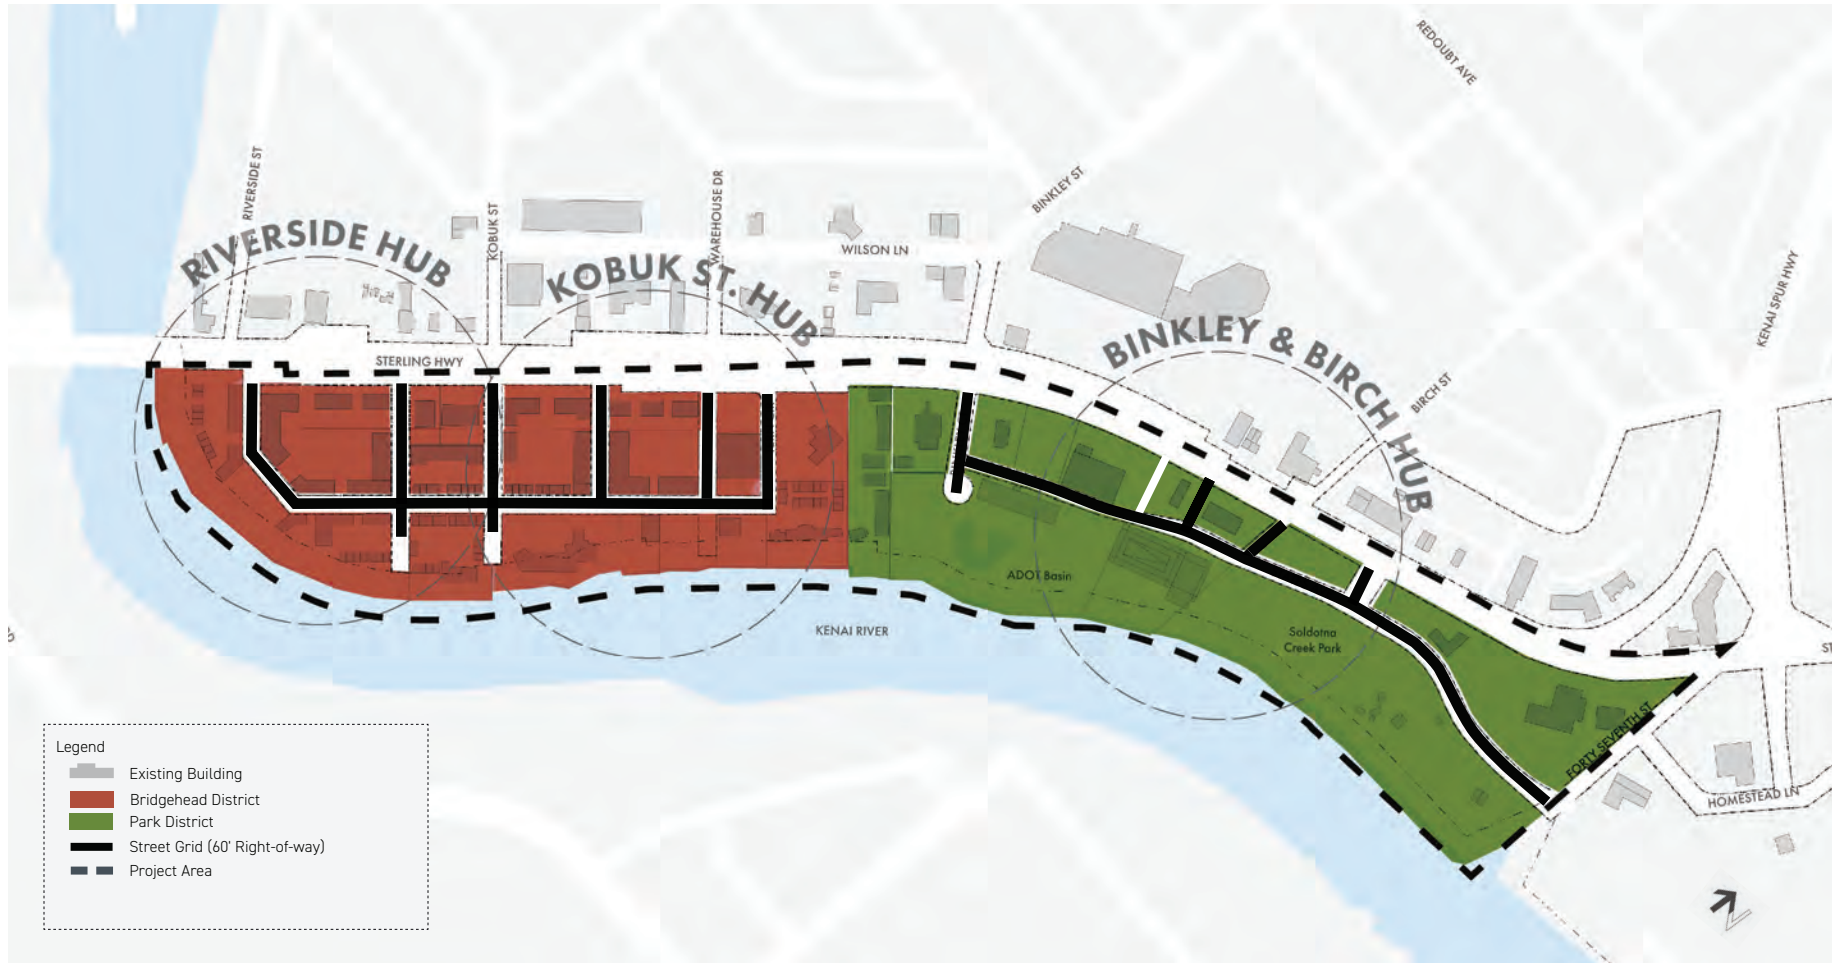 REDOUBT AVE
RIVERSIDE ST
KOBUK ST
WAREHOUSE DR
BINKLEY ST
WILSON LN
KENAI SPUR HWY
RIVERSIDE HUB
KOBUK ST. HUB
BINKLEY & BIRCH HUB
BIRCH ST
STERLING HWY
ADOT Basin
KENAI RIVER
Soldotna
Creek Park
ST
FORTY SEVENTH ST
HOMESTEAD LN
Legend
Existing Building
Bridgehead District
Park District
Street Grid (60' Right-of-way)
Project Area
N